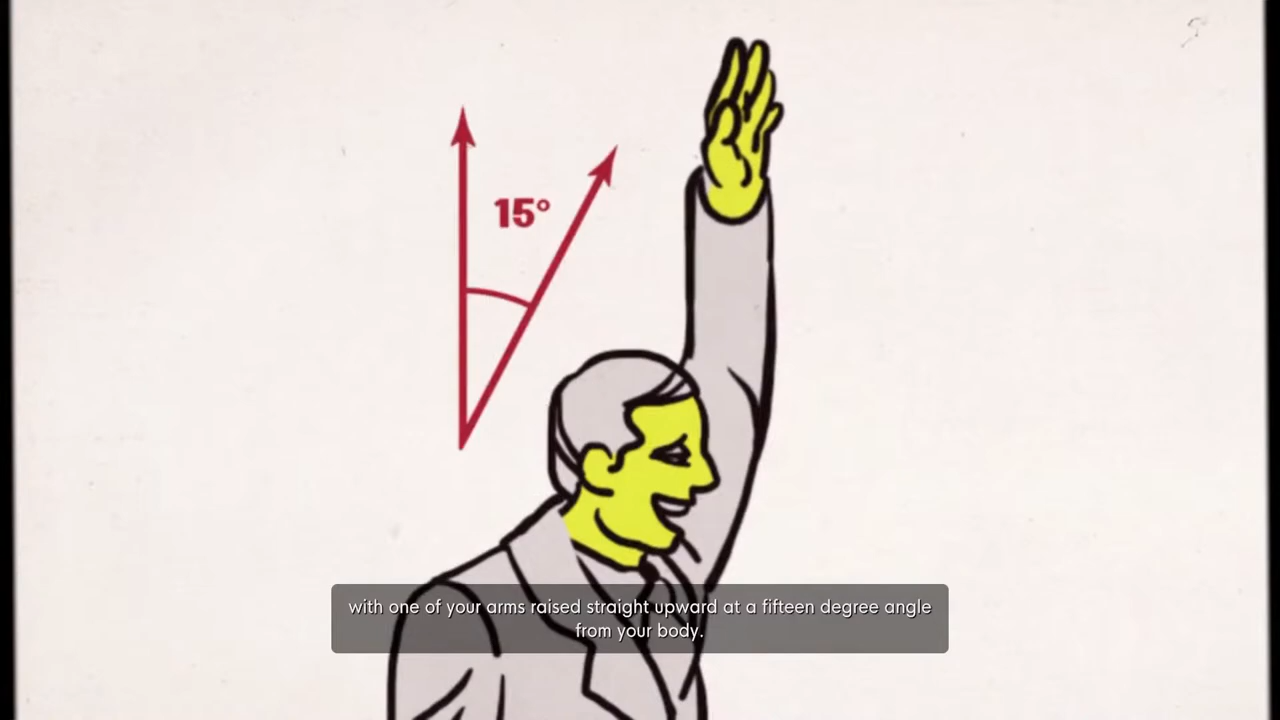 15°
with one of your arms raised straight upward at a fifteen degree angle
from your body.